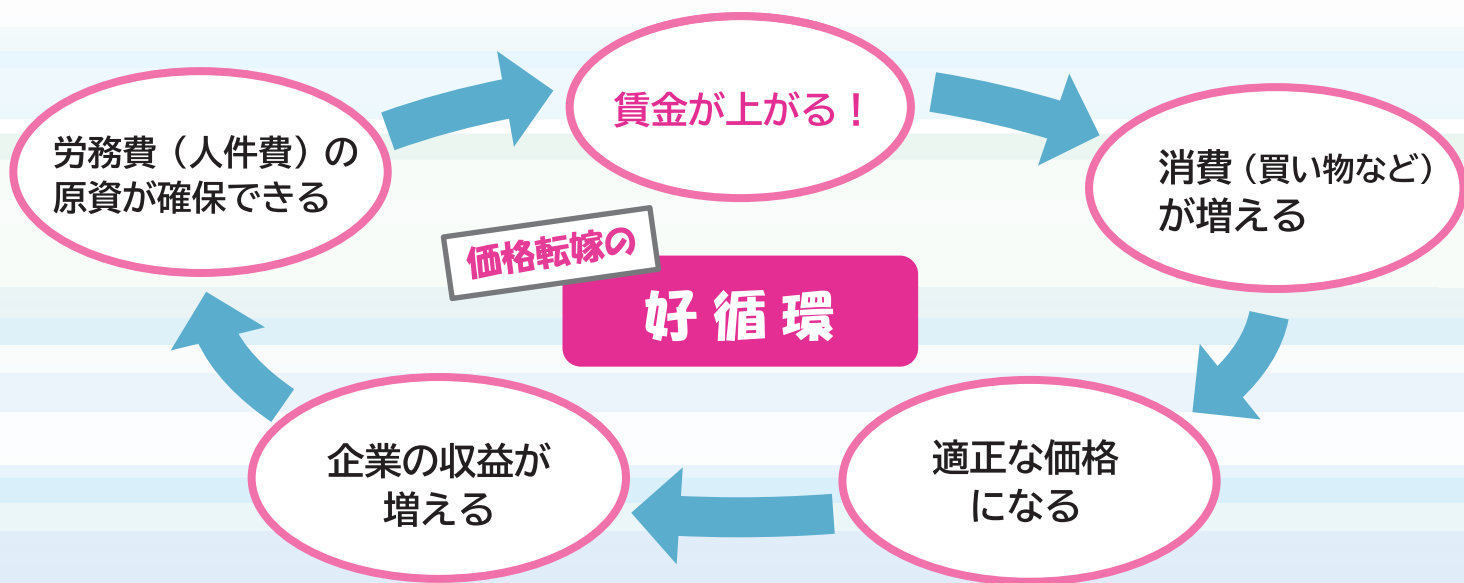 賃金が上がる！
消費（買い物など）
が増える
適正な価格
になる
企業の収益が
増える
労務費（人件費）の
原資が確保できる
価格転嫁の
好循環